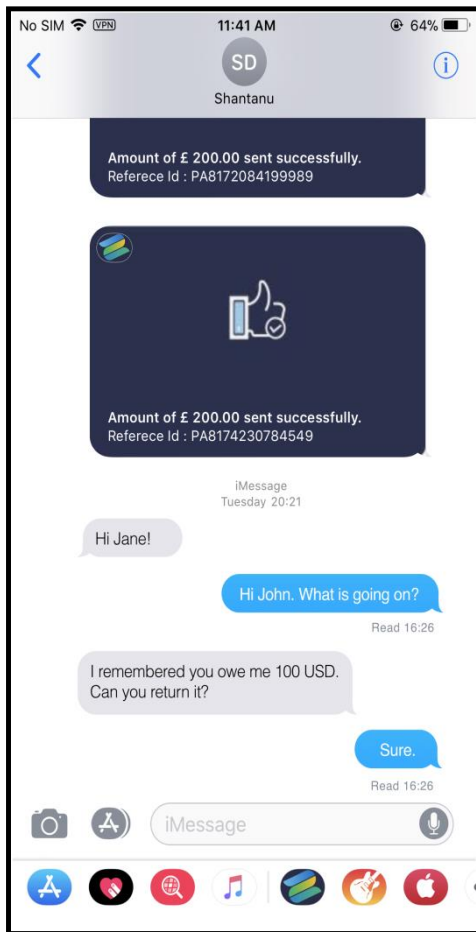 No SIM VPN 11:41 AM 64%
SD
Shantanu
Amount of £ 200.00 sent successfully.
Referece Id : PA8172084199989
Amount of £ 200.00 sent successfully.
Referece Id : PA8174230784549
iMessage
Tuesday 20:21
Hi Jane!
Hi John. What is going on?
Read 16:26
I remembered you owe me 100 USD.
Can you return it?
Sure.
Read 16:26
iMessage